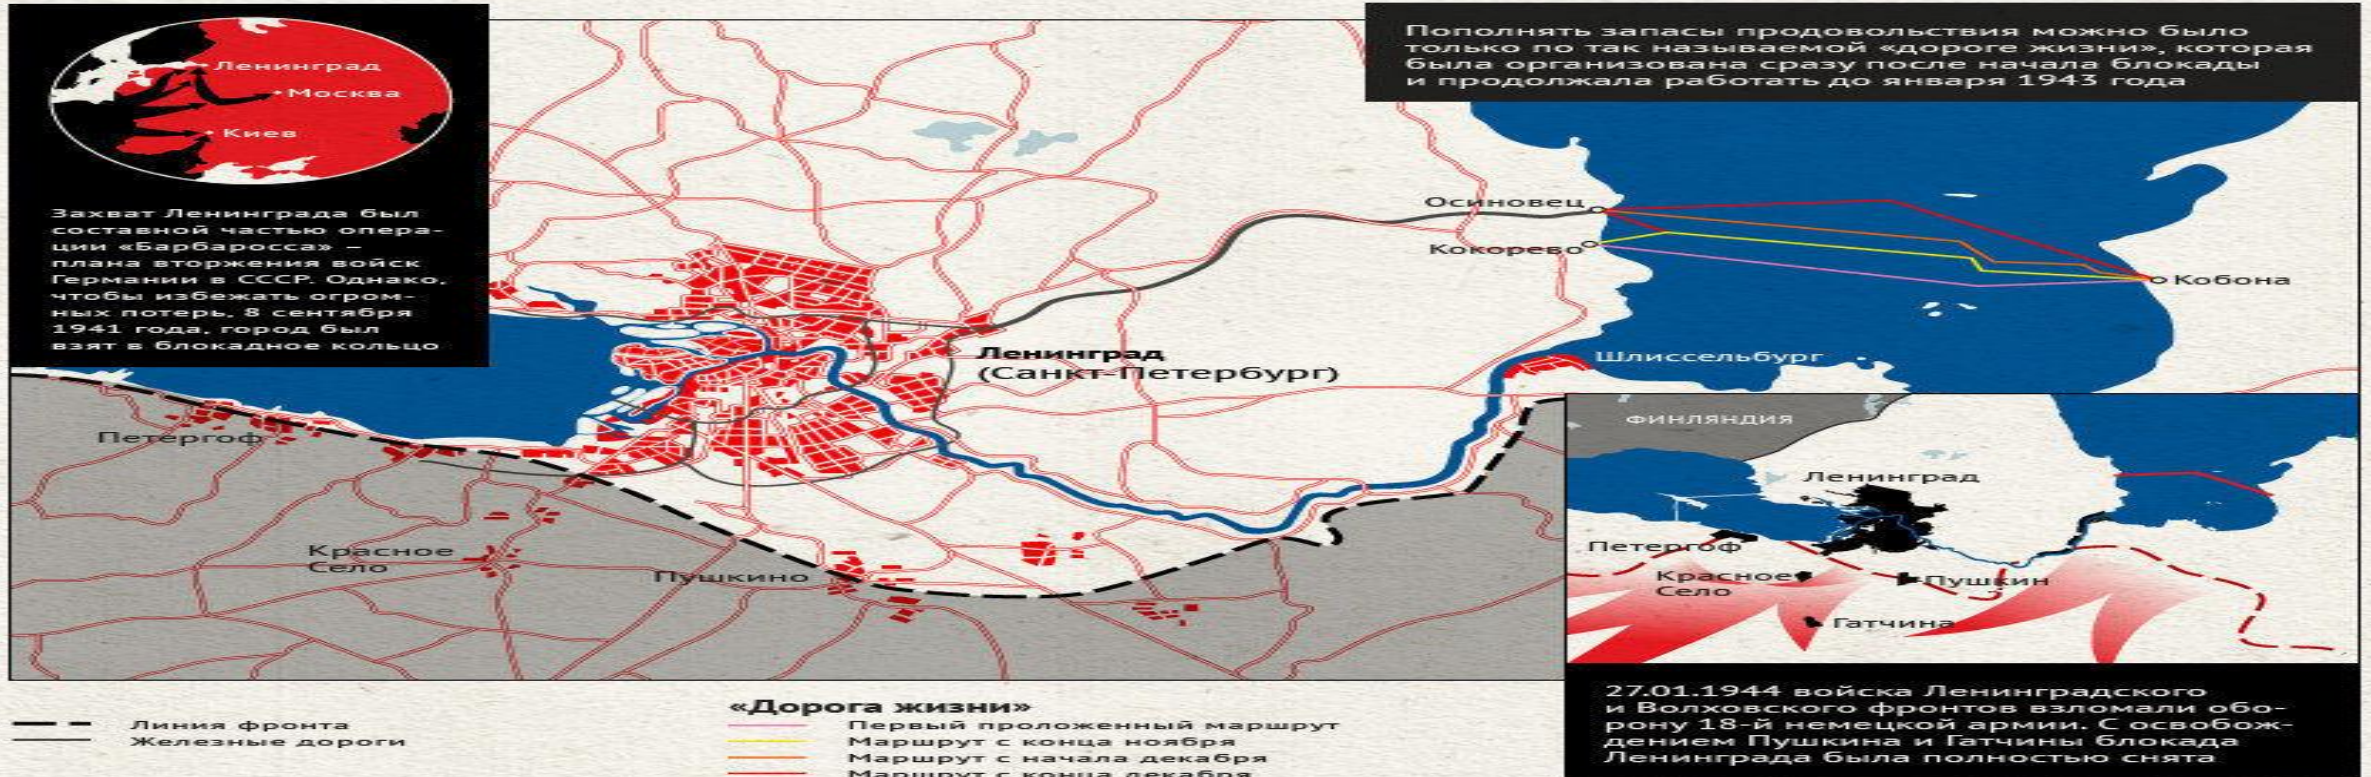 Ленинград
Москва
Киев
Захват Ленинграда был
составной частью опера-
ции «Барбаросса» –
плана вторжения войск
Германии в СССР. Однако,
чтобы избежать огром-
ных потерь, 8 сентября
1941 года, город был
взят в блокадное кольцо
Пополнять запасы продовольствия можно было
только по так называемой «дороге жизни», которая
была организована сразу после начала блокады
и продолжала работать до января 1943 года
Осиновец
Кокорево
Кобона
Ленинград
(Санкт-Петербург)
Шлиссельбург
Петергоф
Красное
Село
Пушкино
ФИНЛЯНДИЯ
Ленинград
Петергоф
Красное
Село
Пушкин
Гатчина
27.01.1944 войска Ленинградского
и Волховского фронтов взломали обо-
рону 18-й немецкой армии. С освобож-
дением Пушкина и Гатчины блокада
Ленинграда была полностью снята
Линия фронта
Железные дороги
«Дорога жизни»
Первый проложенный маршрут
Маршрут с конца ноября
Маршрут с начала декабря
Маршрут с конца декабря